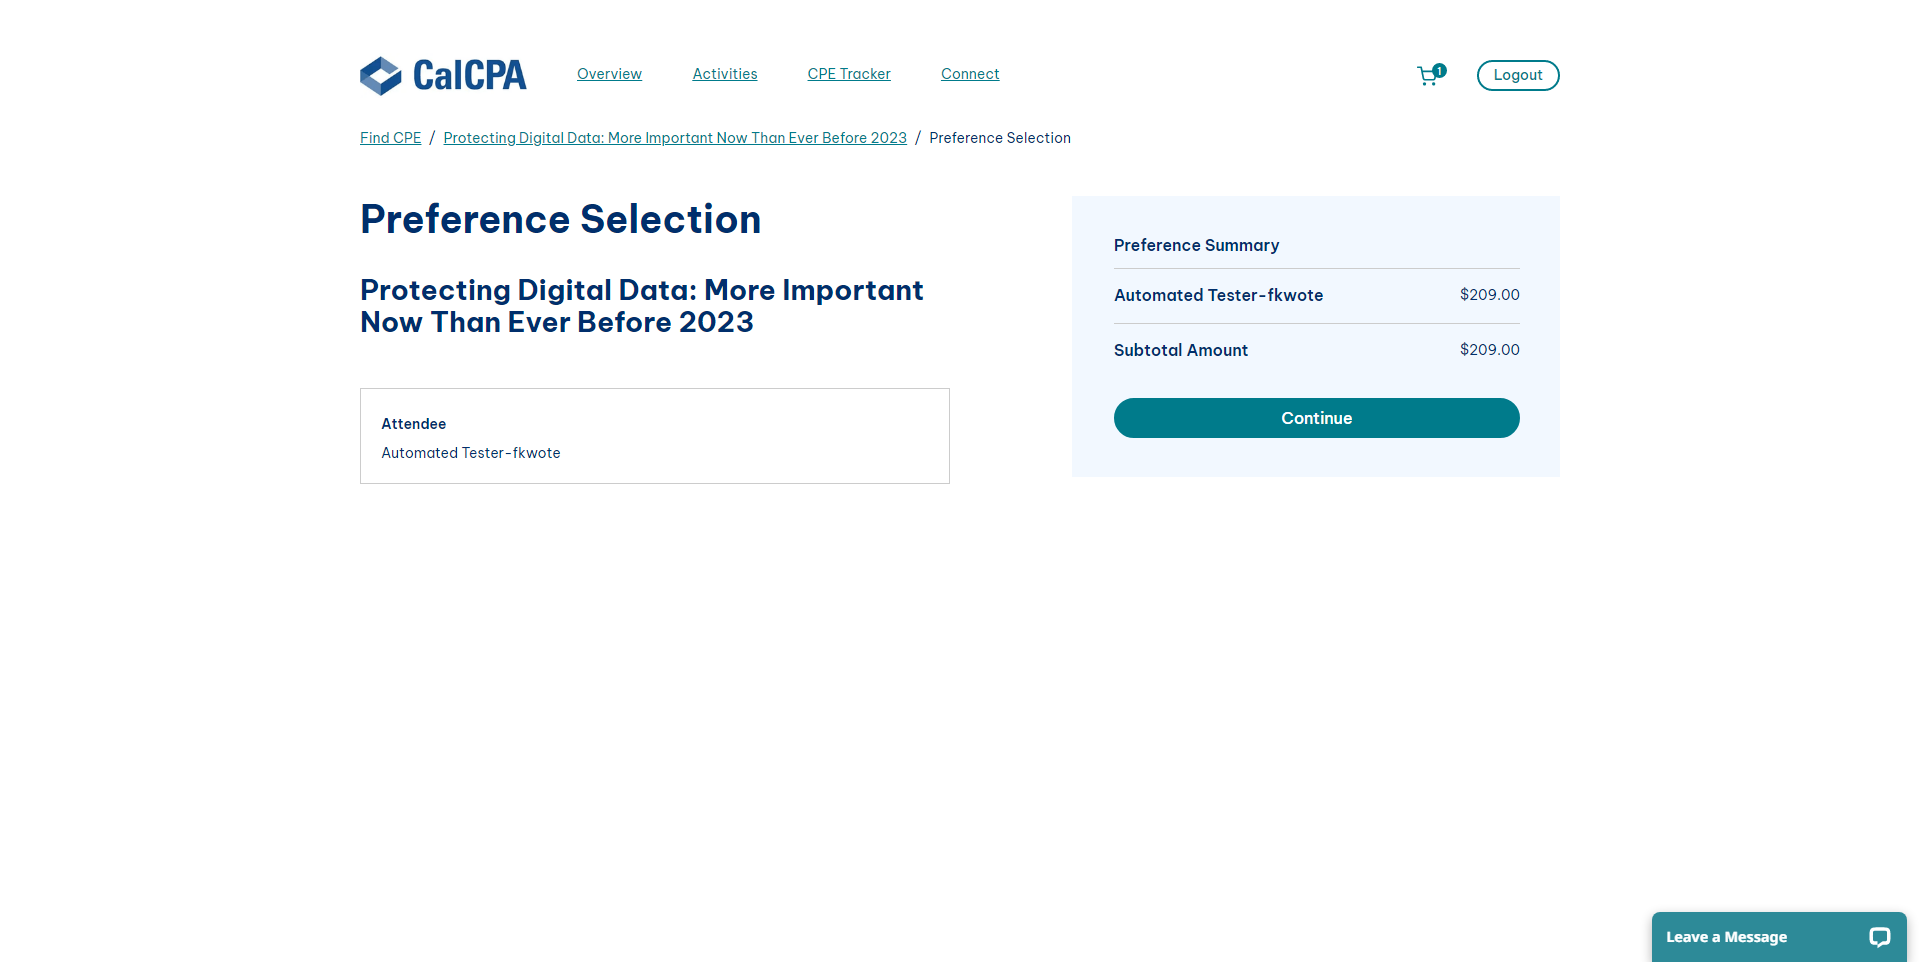 CalCPA
Overview
Activities
CPE Tracker
Connect
1
Logout
Find CPE / Protecting Digital Data: More Important Now Than Ever Before 2023 / Preference Selection
Preference Selection
Protecting Digital Data: More Important
Now Than Ever Before 2023
Attendee
Automated Tester-fkwote
Preference Summary
Automated Tester-fkwote $209.00
Subtotal Amount $209.00
Continue
Leave a Message